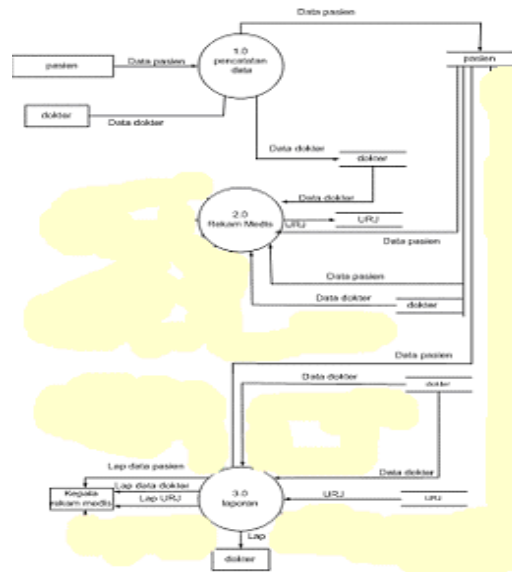 Data pasien
1.0
pencatatan
data
pasien
Data pasien
pasien
dokter
Data dokter
Data dokter
dokter
Data dokter
2.0
Rekam Medis
URJ
URJ
Data pasien
Data pasien
Data dokter
dokter
Data pasien
Data dokter
dokter
Lap data pasien
Data dokter
Lap data dokter
Kepala
rekam medis
Lap URJ
3.0
laporan
URJ
URJ
Lap
dokter